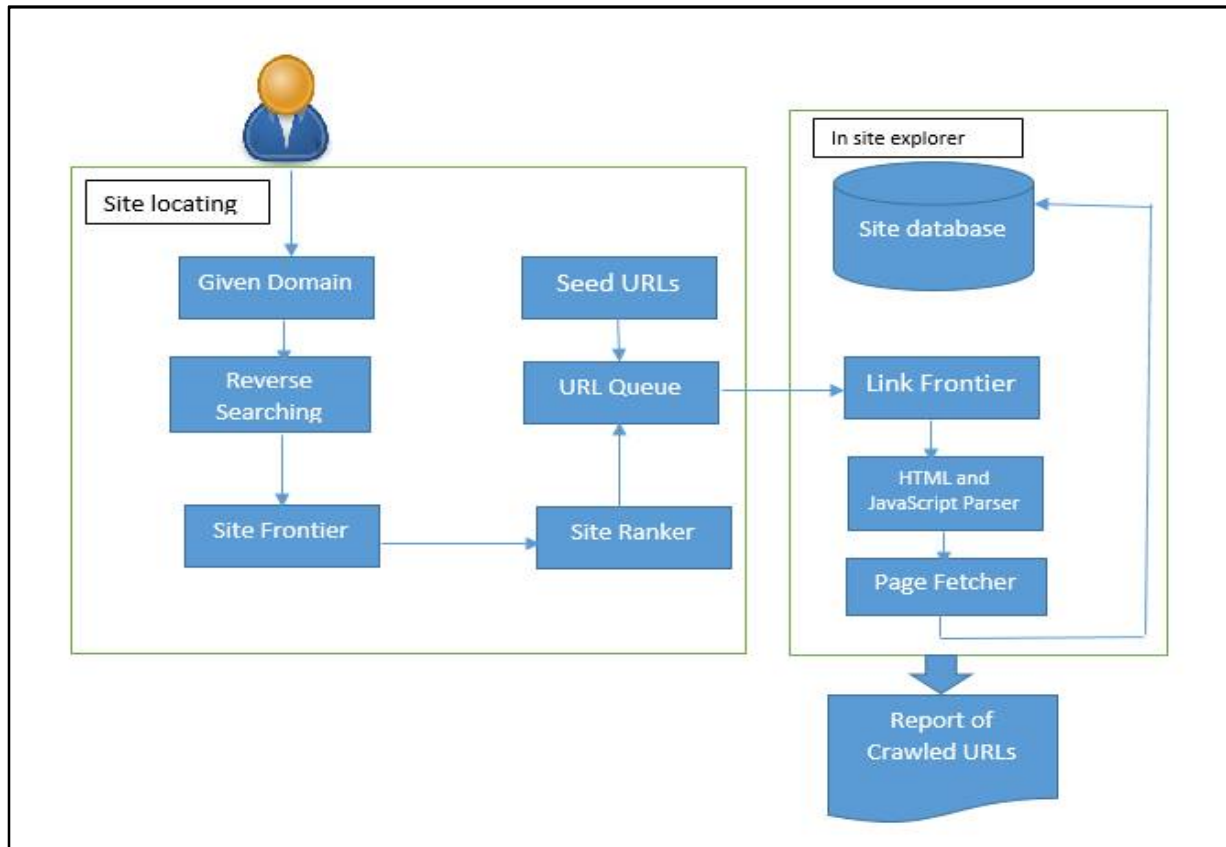 Site locating
Given Domain
Reverse
Searching
Site Frontier
Seed URLs
URL Queue
Site Ranker
In site explorer
Site database
Link Frontier
HTML and
JavaScript Parser
Page Fetcher
Report of
Crawled URLs